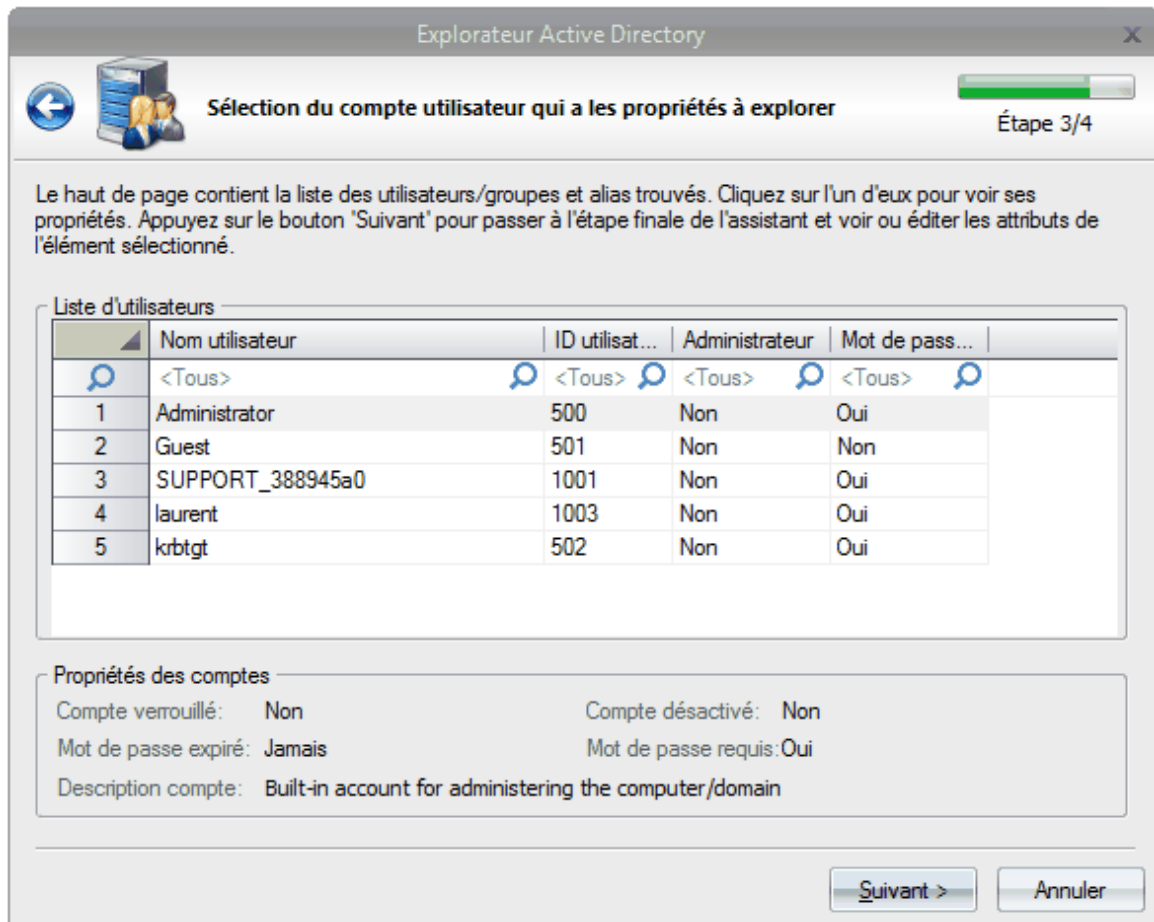 Explorateur Active Directory
x
Sélection du compte utilisateur qui a les propriétés à explorer
Étape 3/4
Le haut de page contient la liste des utilisateurs/groupes et alias trouvés. Cliquez sur l'un d'eux pour voir ses
propriétés. Appuyez sur le bouton 'Suivant' pour passer à l'étape finale de l'assistant et voir ou éditer les attributs de
l'élément sélectionné.
Liste d'utilisateurs
Nom utilisateur ID utilisat... Administrateur Mot de pass...
<Tous> <Tous> <Tous> <Tous>
1 Administrator 500 Non Oui
2 Guest 501 Non Non
3 SUPPORT_388945a0 1001 Non Oui
4 laurent 1003 Non Oui
5 krbtgt 502 Non Oui
Propriétés des comptes
Compte verrouillé: Non Compte désactivé: Non
Mot de passe expiré: Jamais Mot de passe requis: Oui
Description compte: Built-in account for administering the computer/domain
Suivant > Annuler